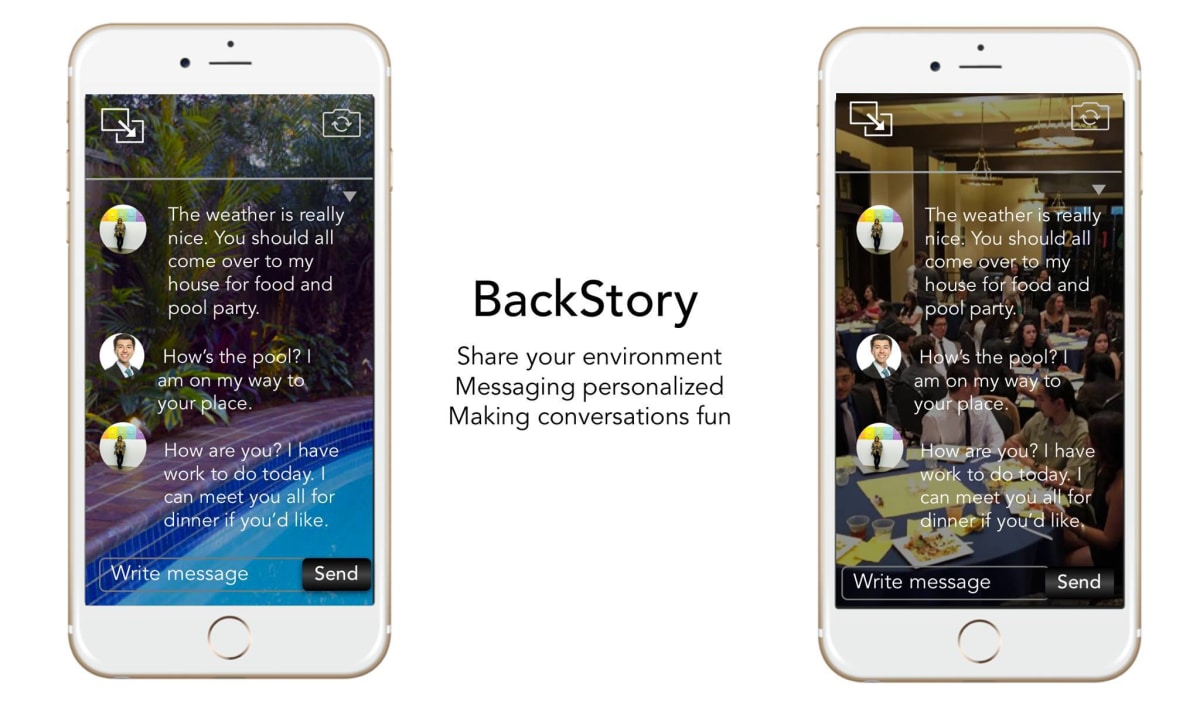 The weather is really
nice. You should all
come over to my
house for food and
pool party.
How's the pool? I
am on my way to
your place.
How are you? I have
work to do today. I
can meet you all for
dinner if you'd like.
Write message
Send
BackStory
Share your environment
Messaging personalized
Making conversations fun
The weather is really
nice. You should all
come over to my
house for food and
pool party.
How's the pool? I
am on my way to
your place.
How are you? I have
work to do today. I
can meet you all for
dinner if you'd like.
Write message
Send